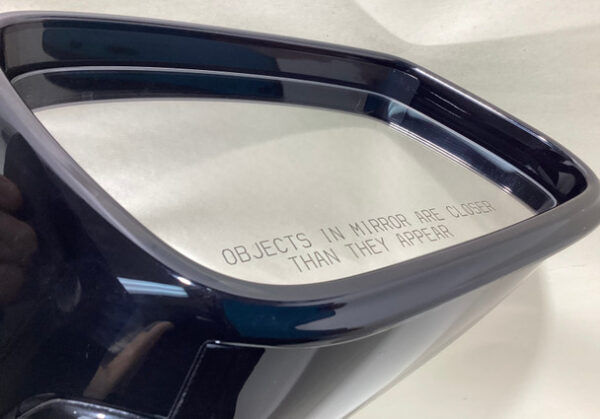 OBJECTS IN MIRROR ARE CLOSER
THAN THEY APPEAR